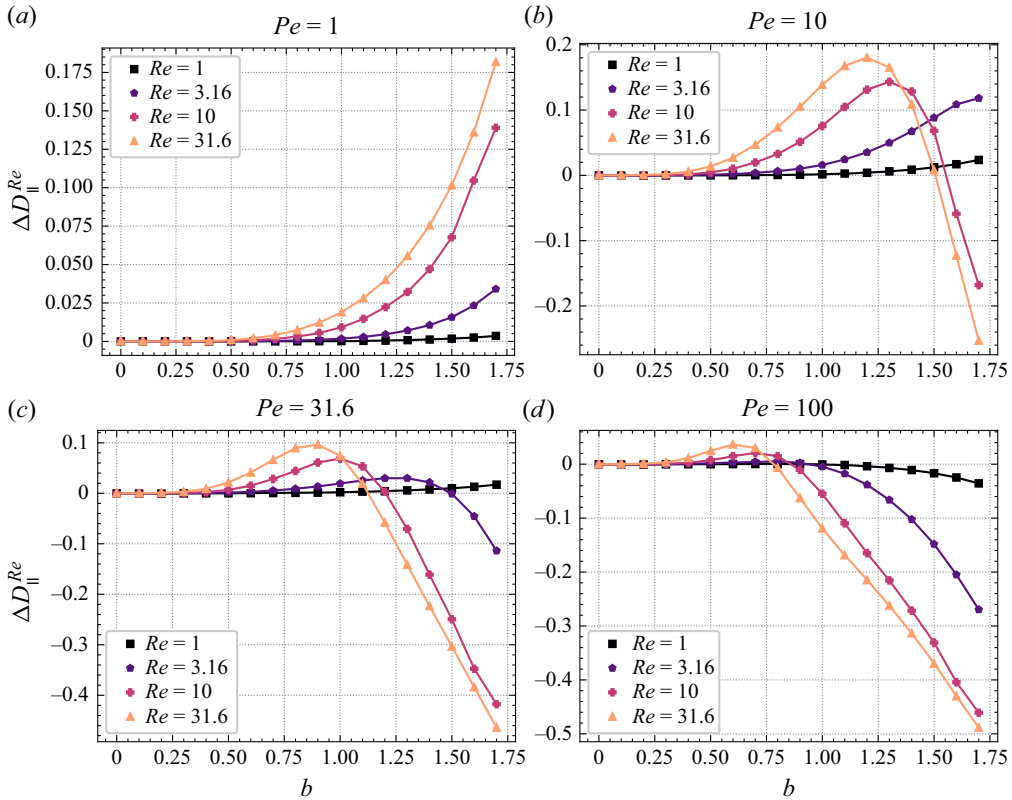 (a) Pe = 1
ΔD∥^Re
0.175
0.150
0.125
0.100
0.075
0.050
0.025
0
Re = 1
Re = 3.16
Re = 10
Re = 31.6
0 0.25 0.50 0.75 1.00 1.25 1.50 1.75
(b) Pe = 10
0.2
0.1
0
−0.1
−0.2
Re = 1
Re = 3.16
Re = 10
Re = 31.6
0 0.25 0.50 0.75 1.00 1.25 1.50 1.75
(c) Pe = 31.6
ΔD∥^Re
0.1
0
−0.1
−0.2
−0.3
−0.4
Re = 1
Re = 3.16
Re = 10
Re = 31.6
0 0.25 0.50 0.75 1.00 1.25 1.50 1.75
b
(d) Pe = 100
0
−0.1
−0.2
−0.3
−0.4
−0.5
Re = 1
Re = 3.16
Re = 10
Re = 31.6
0 0.25 0.50 0.75 1.00 1.25 1.50 1.75
b